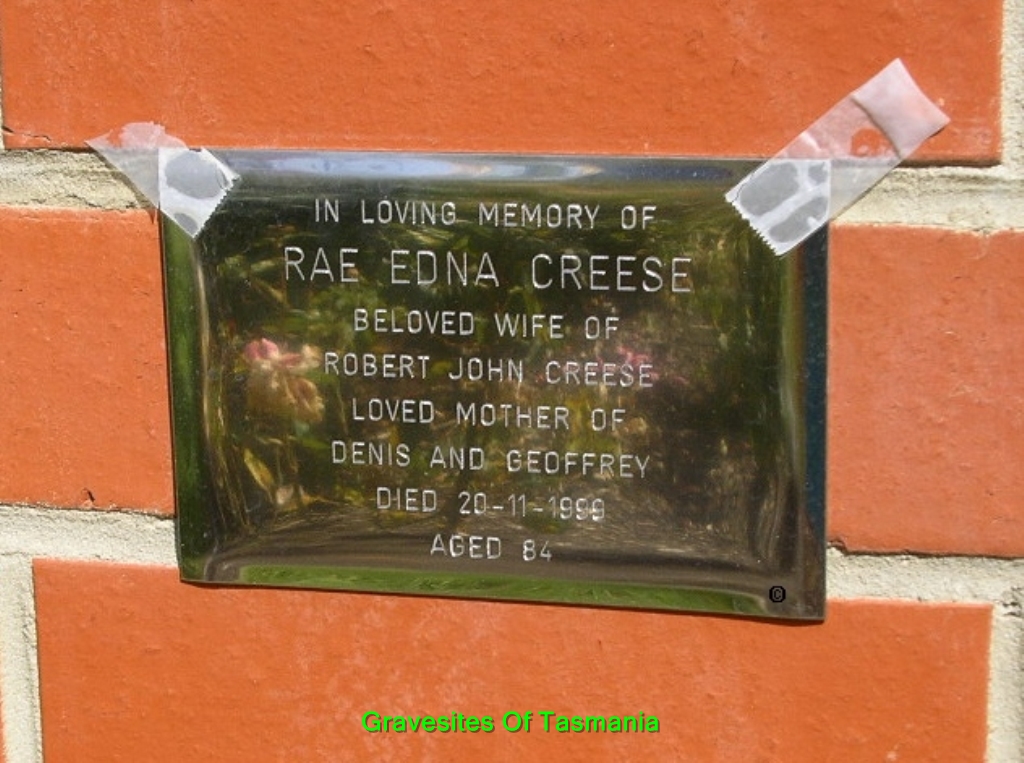 IN LOVING MEMORY OF
RAE EDNA CREESE
BELOVED WIFE OF
ROBERT JOHN CREESE
LOVED MOTHER OF
DENIS AND GEOFFREY
DIED 20-11-1999
AGED 84
©
Gravesites Of Tasmania